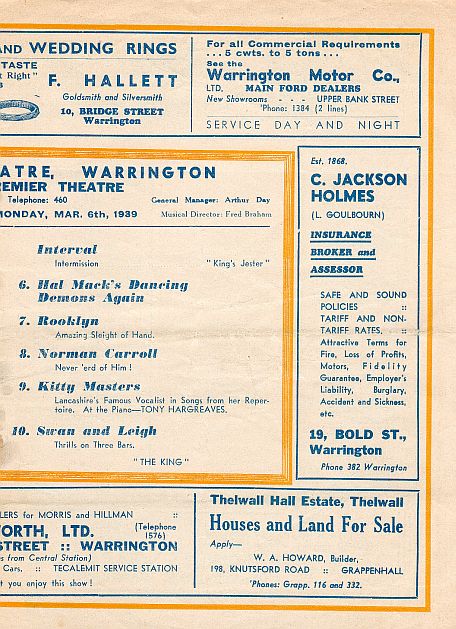 AND WEDDING RINGS
TASTE
t Right"
F. HALLETT
Goldsmith and Silversmith
10, BRIDGE STREET
Warrington
For all Commercial Requirements
... 5 cwts. to 5 tons ...
See the
Warrington Motor Co.,
LTD. MAIN FORD DEALERS
New Showrooms - - - UPPER BANK STREET
'Phone: 1384 (2 lines)
SERVICE DAY AND NIGHT
ATRE, WARRINGTON
REMIER THEATRE
Telephone: 460 General Manager: Arthur Day
MONDAY, MAR. 6th, 1939 Musical Director: Fred Braham
Interval
Intermission "King's Jester"
6. Hal Mack's Dancing
Demons Again
7. Rooklyn
Amazing Sleight of Hand.
8. Norman Carroll
Never 'erd of Him!
9. Kitty Masters
Lancashire's Famous Vocalist in Songs from her Reper-
toire. At the Piano—TONY HARGREAVES.
10. Swan and Leigh
Thrills on Three Bars.
"THE KING"
Est. 1868.
C. JACKSON
HOLMES
(L. GOULBOURN)
INSURANCE
BROKER and
ASSESSOR
SAFE AND SOUND
POLICIES ::
TARIFF AND NON-
TARIFF RATES. ::
Attractive Terms for
Fire, Loss of Profits,
Motors, Fidelity
Guarantee, Employer's
Liability, Burglary,
Accident and Sickness,
etc.
19, BOLD ST.,
Warrington
Phone 382 Warrington
LERS for MORRIS and HILLMAN ::
WORTH, LTD. (Telephone
1576)
STREET :: WARRINGTON
es from Central Station)
Cars. :: TECALEMIT SERVICE STATION
t you enjoy this show!
Thelwall Hall Estate, Thelwall
Houses and Land For Sale
Apply—
W. A. HOWARD, Builder,
198, KNUTSFORD ROAD :: GRAPPENHALL
'Phones: Grapp. 116 and 332.